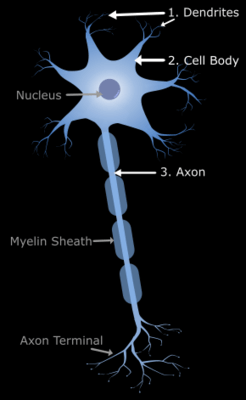 1. Dendrites
2. Cell Body
Nucleus
3. Axon
Myelin Sheath
Axon Terminal